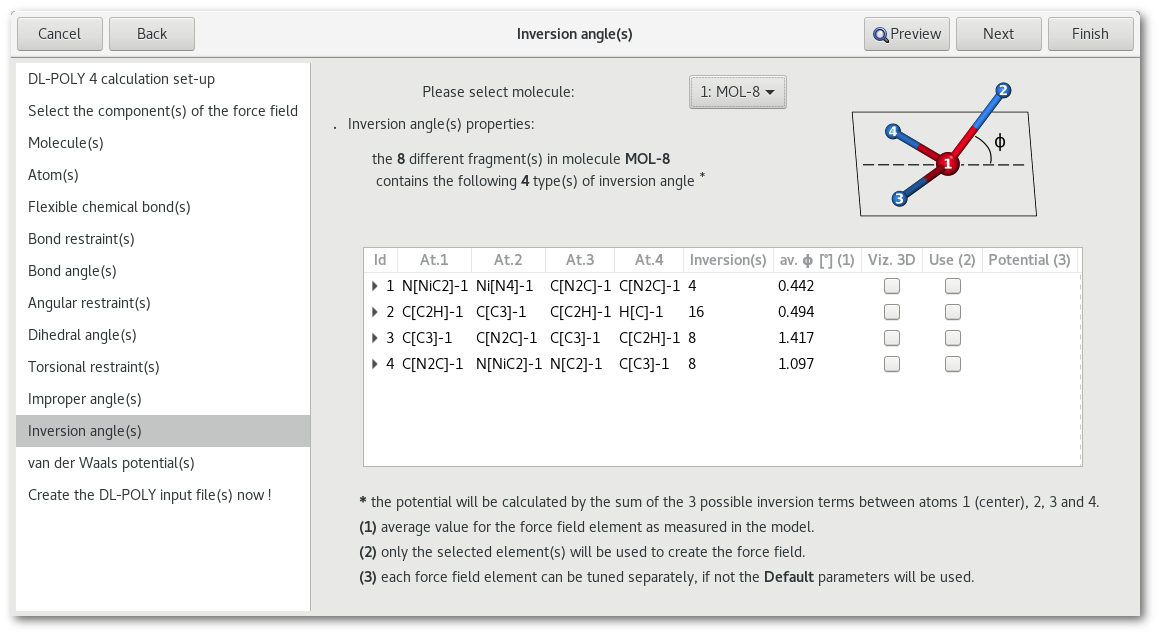 Cancel Back Inversion angle(s) Preview Next Finish
DL-POLY 4 calculation set-up
Select the component(s) of the force field
Molecule(s)
Atom(s)
Flexible chemical bond(s)
Bond restraint(s)
Bond angle(s)
Angular restraint(s)
Dihedral angle(s)
Torsional restraint(s)
Improper angle(s)
Inversion angle(s)
van der Waals potential(s)
Create the DL-POLY input file(s) now !
Please select molecule: 1: MOL-8
. Inversion angle(s) properties:
the 8 different fragment(s) in molecule MOL-8
contains the following 4 type(s) of inversion angle *
2
4
ϕ
1
3
Id At.1 At.2 At.3 At.4 Inversion(s) av. ϕ [°] (1) Viz. 3D Use (2) Potential (3)
1 N[NiC2]-1 Ni[N4]-1 C[N2C]-1 C[N2C]-1 4 0.442
2 C[C2H]-1 C[C3]-1 C[C2H]-1 H[C]-1 16 0.494
3 C[C3]-1 C[N2C]-1 C[C3]-1 C[C2H]-1 8 1.417
4 C[N2C]-1 N[NiC2]-1 N[C2]-1 C[C3]-1 8 1.097
* the potential will be calculated by the sum of the 3 possible inversion terms between atoms 1 (center), 2, 3 and 4.
(1) average value for the force field element as measured in the model.
(2) only the selected element(s) will be used to create the force field.
(3) each force field element can be tuned separately, if not the Default parameters will be used.